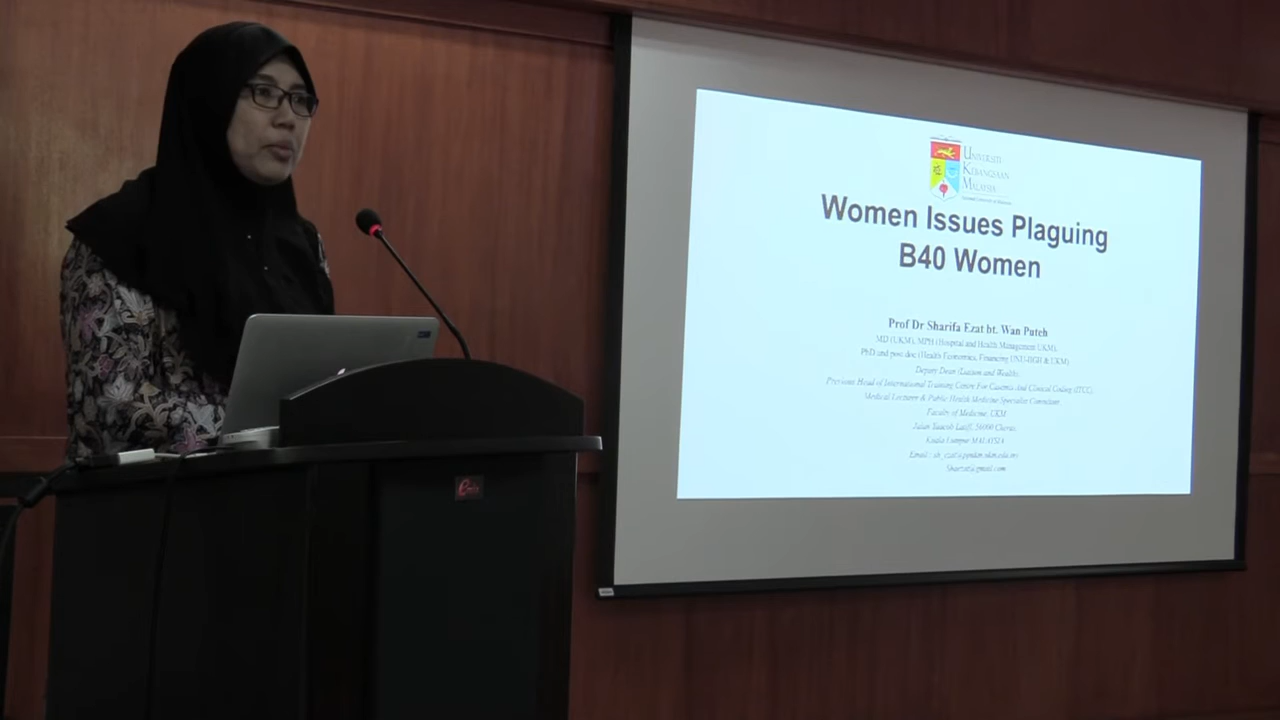 UNIVERSITI
KEBANGSAAN
MALAYSIA
Women Issues Plaguing
B40 Women
Prof Dr Sharifa Ezat bt. Wan Puteh
MD (UKM), MPH (Hospital and Health Management UKM),
PhD and post doc (Health Economics, Financing UNU-IIGH & UKM)
Deputy Dean (Liaison and Wealth),
Previous Head of International Training Centre For Casemix And Clinical Coding (ITCC),
Medical Lecturer & Public Health Medicine Specialist Consultant
Faculty of Medicine, UKM
Jalan Yaacob Latiff, 56000 Cheras
Kuala Lumpur MALAYSIA
Email :